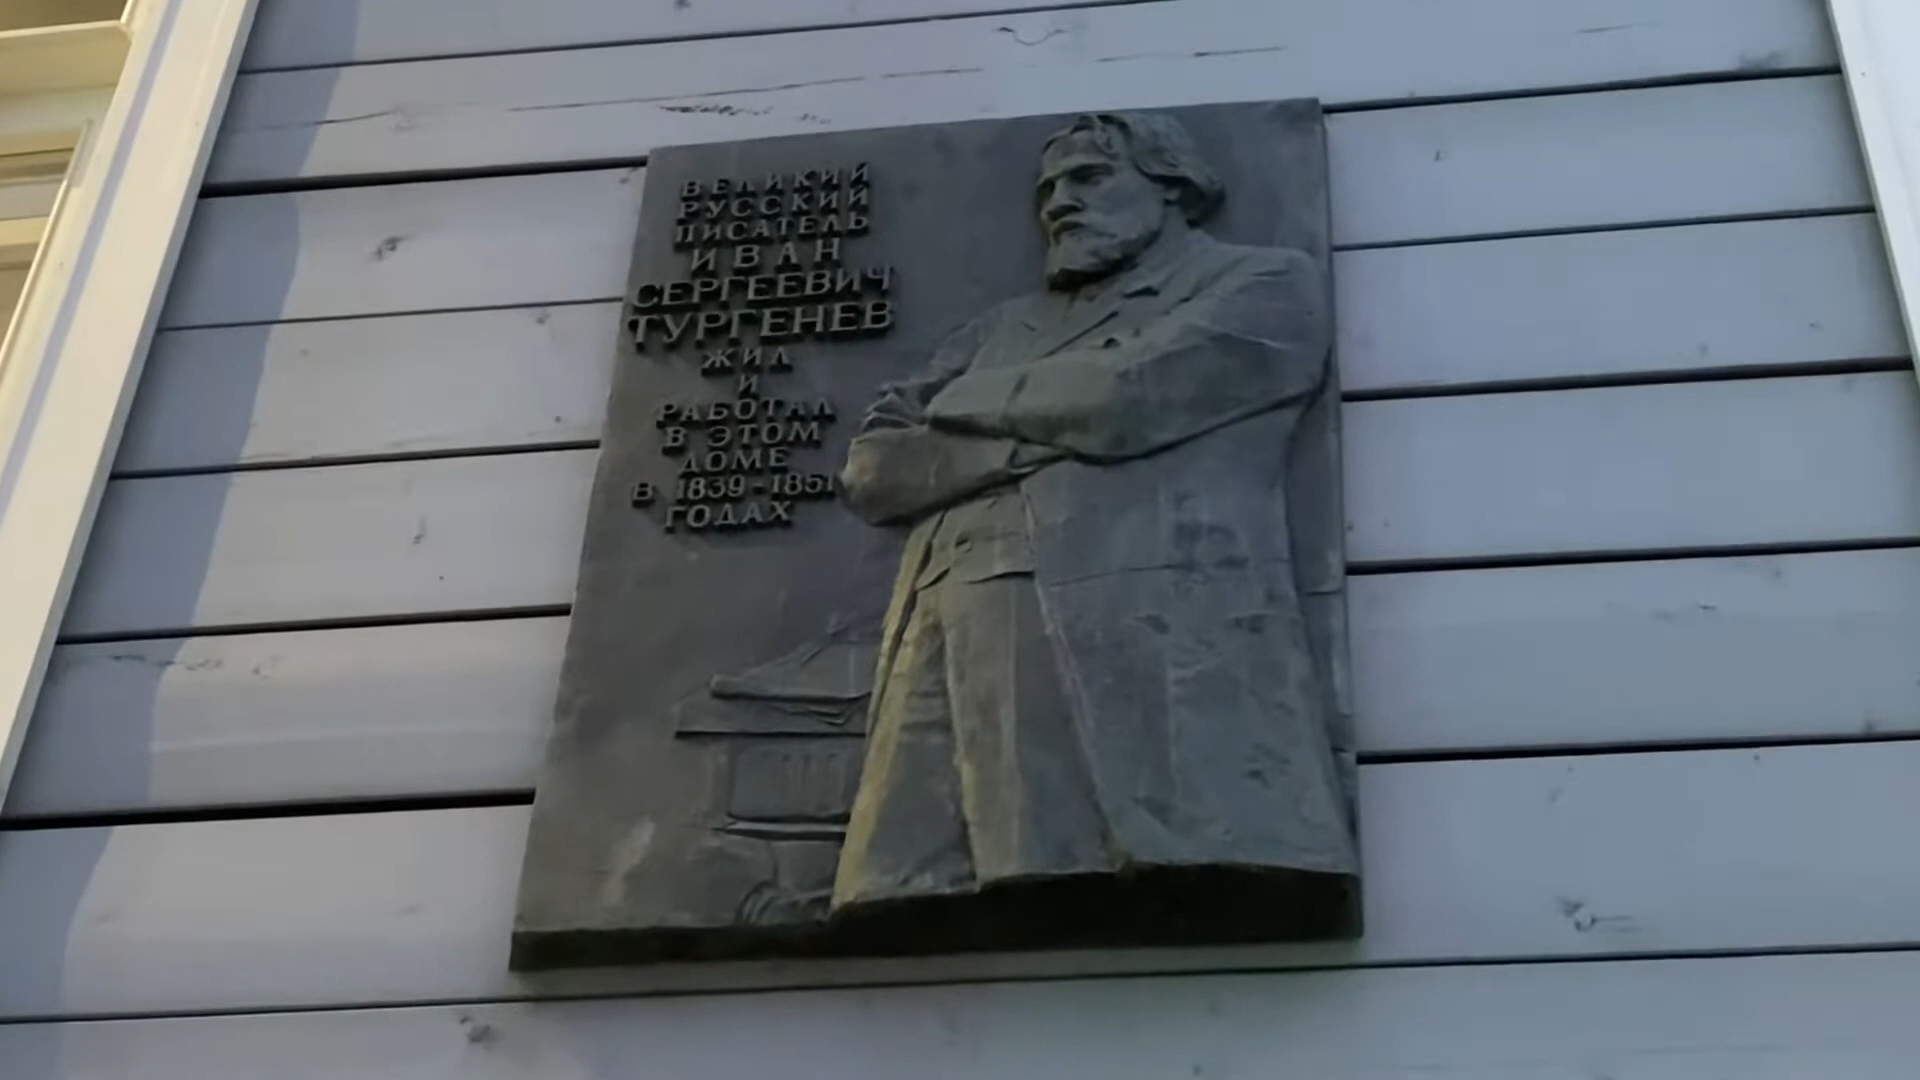 ВЕЛИКИЙ
РУССКИЙ
ПИСАТЕЛЬ
ИВАН
СЕРГЕЕВИЧ
ТУРГЕНЕВ
ЖИЛ
И
РАБОТАЛ
В ЭТОМ
ДОМЕ
В 1839-1851
ГОДАХ